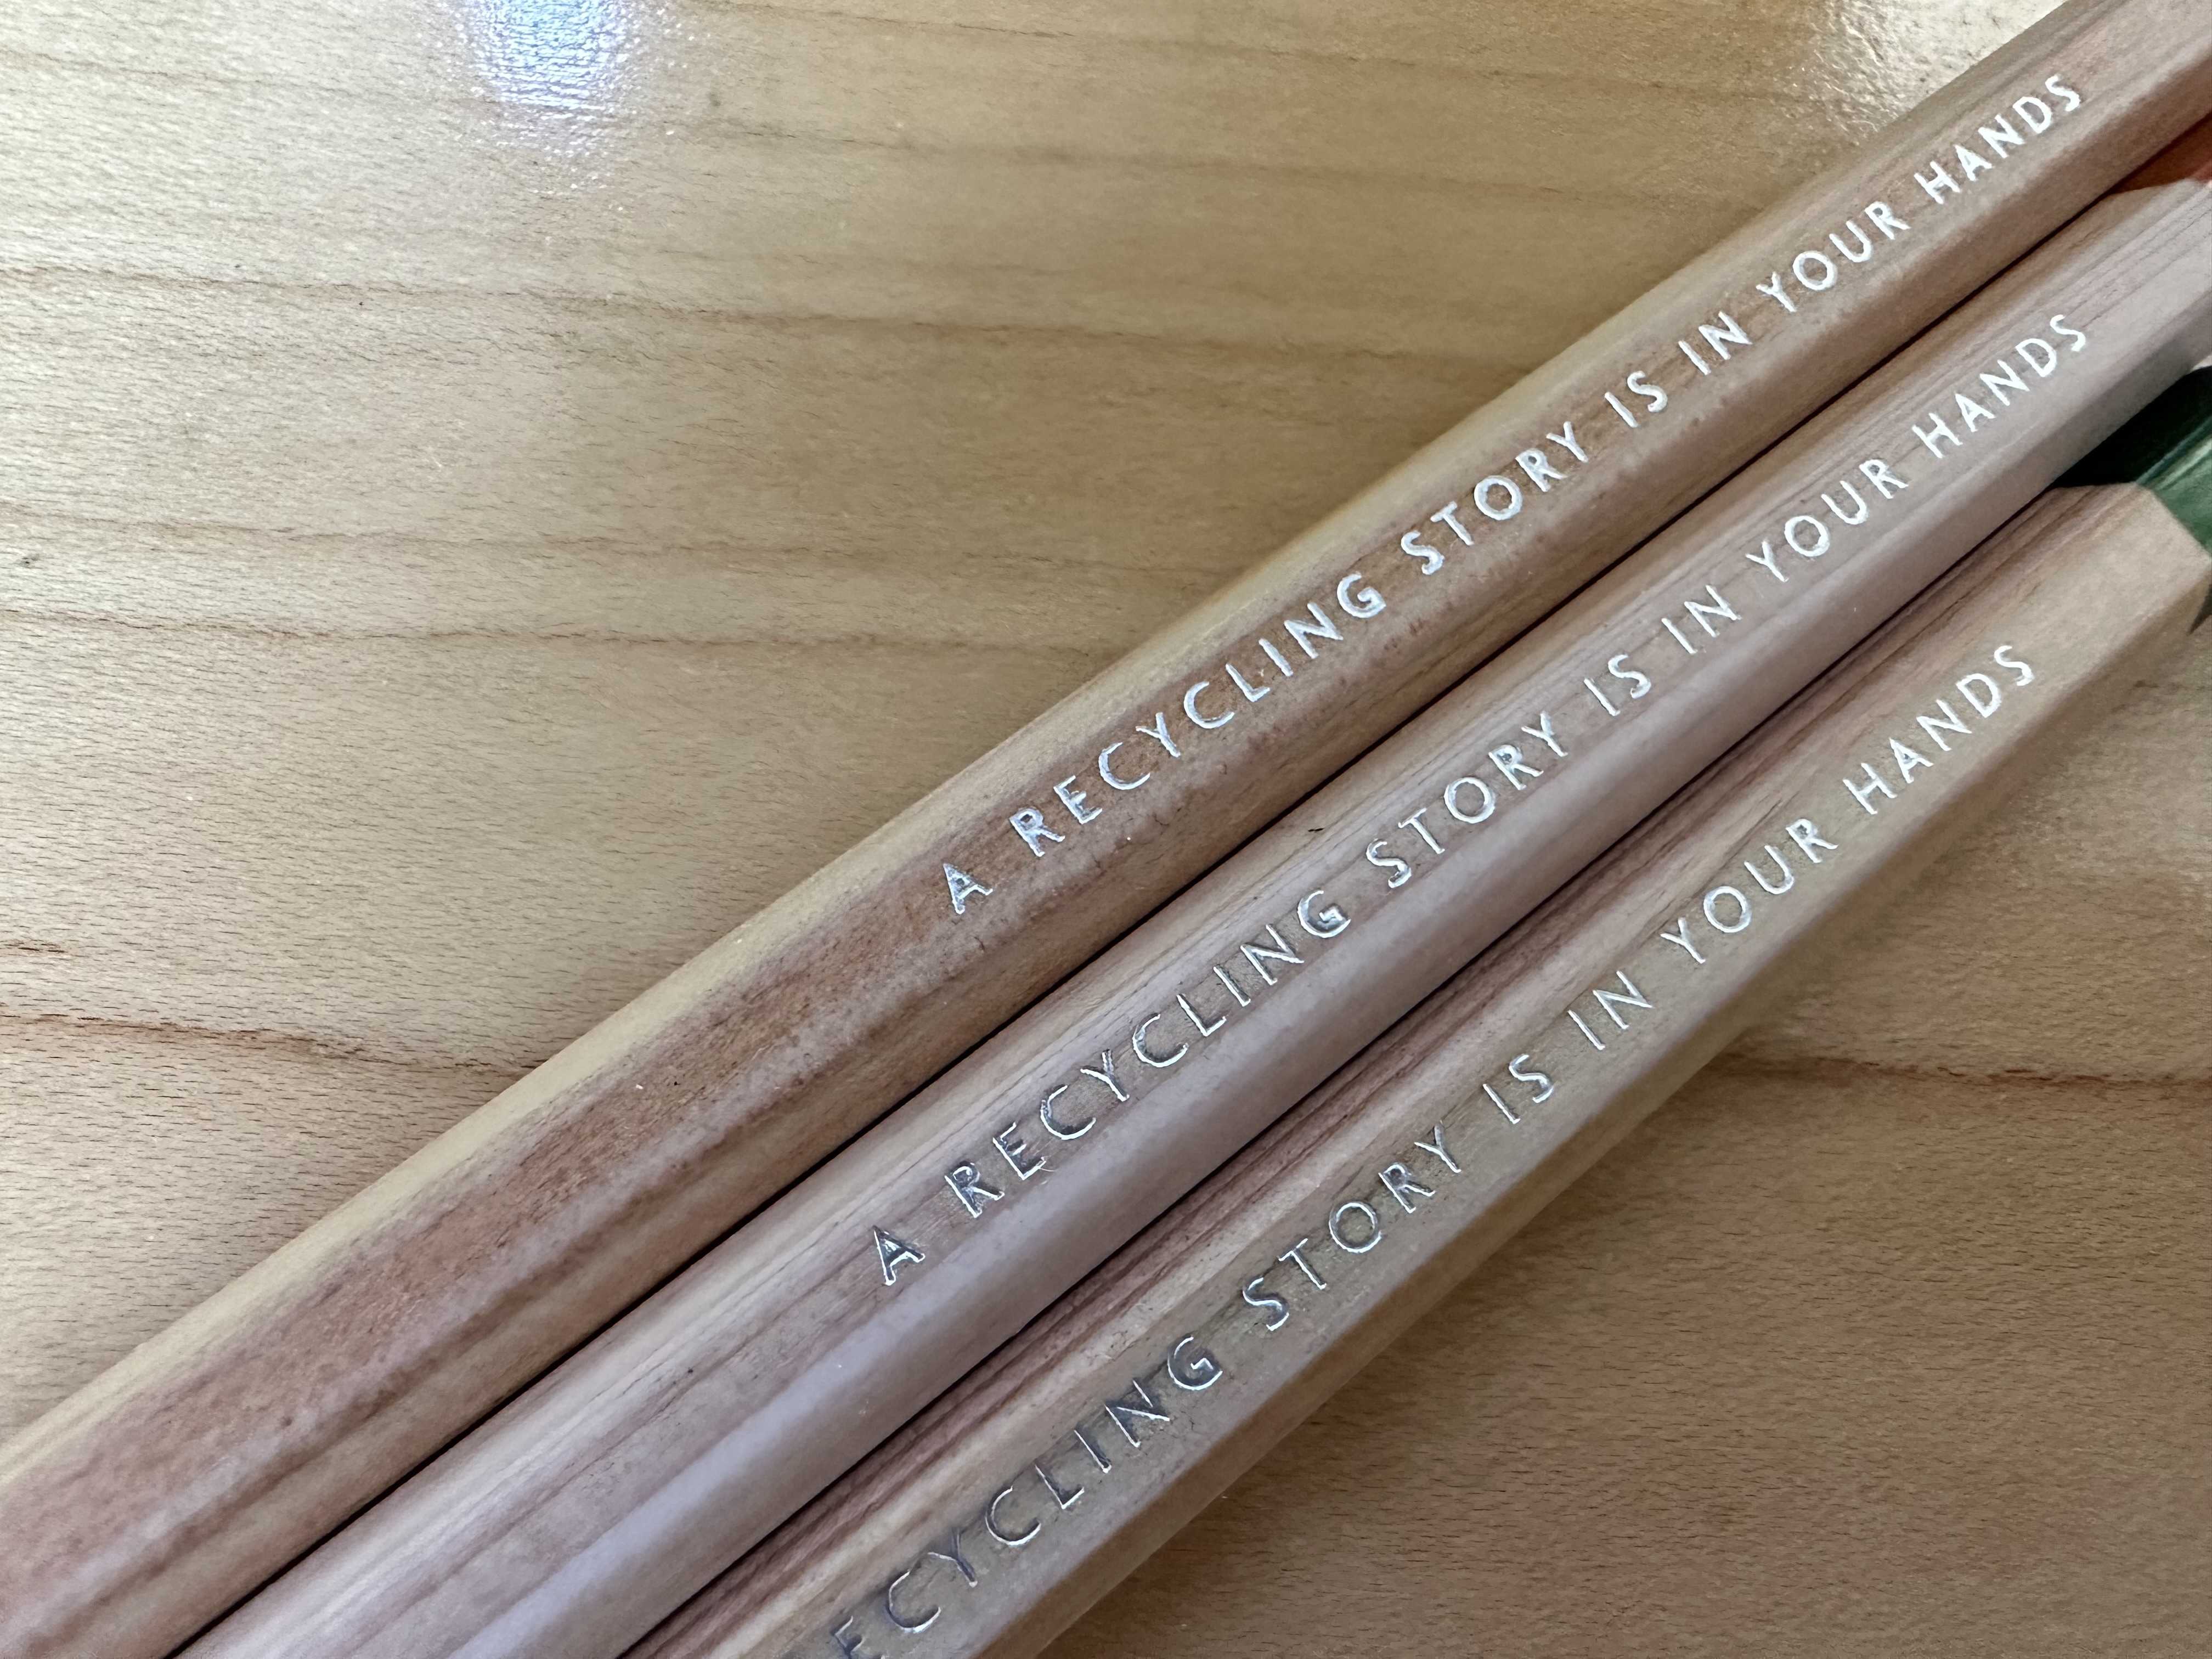 A RECYCLING STORY IS IN YOUR HANDS
A RECYCLING STORY IS IN YOUR HANDS
ECYCLING STORY IS IN YOUR HANDS